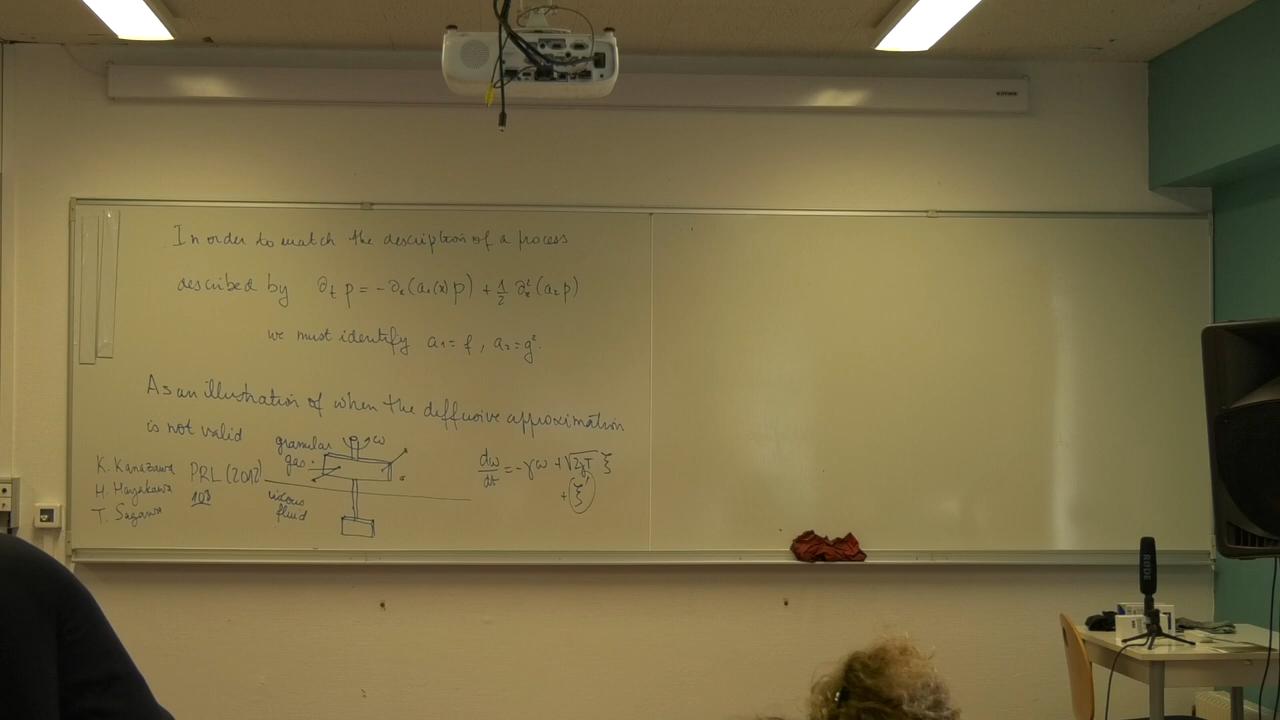 In order to match the description of a process
described by ∂ₜ p = -∂ₓ(a₁(x) p) + 1/2 ∂ₓ²(a₂ p)
we must identify a₁ = f, a₂ = g².
As an illustration of when the diffusive approximation
is not valid
granular gas
ω
K. Kanazawa
H. Hayakawa
T. Sagawa
PRL (2012)
108
viscous
fluid
dω/dt = -γω + √2γT ξ
+ ξ
RØDE